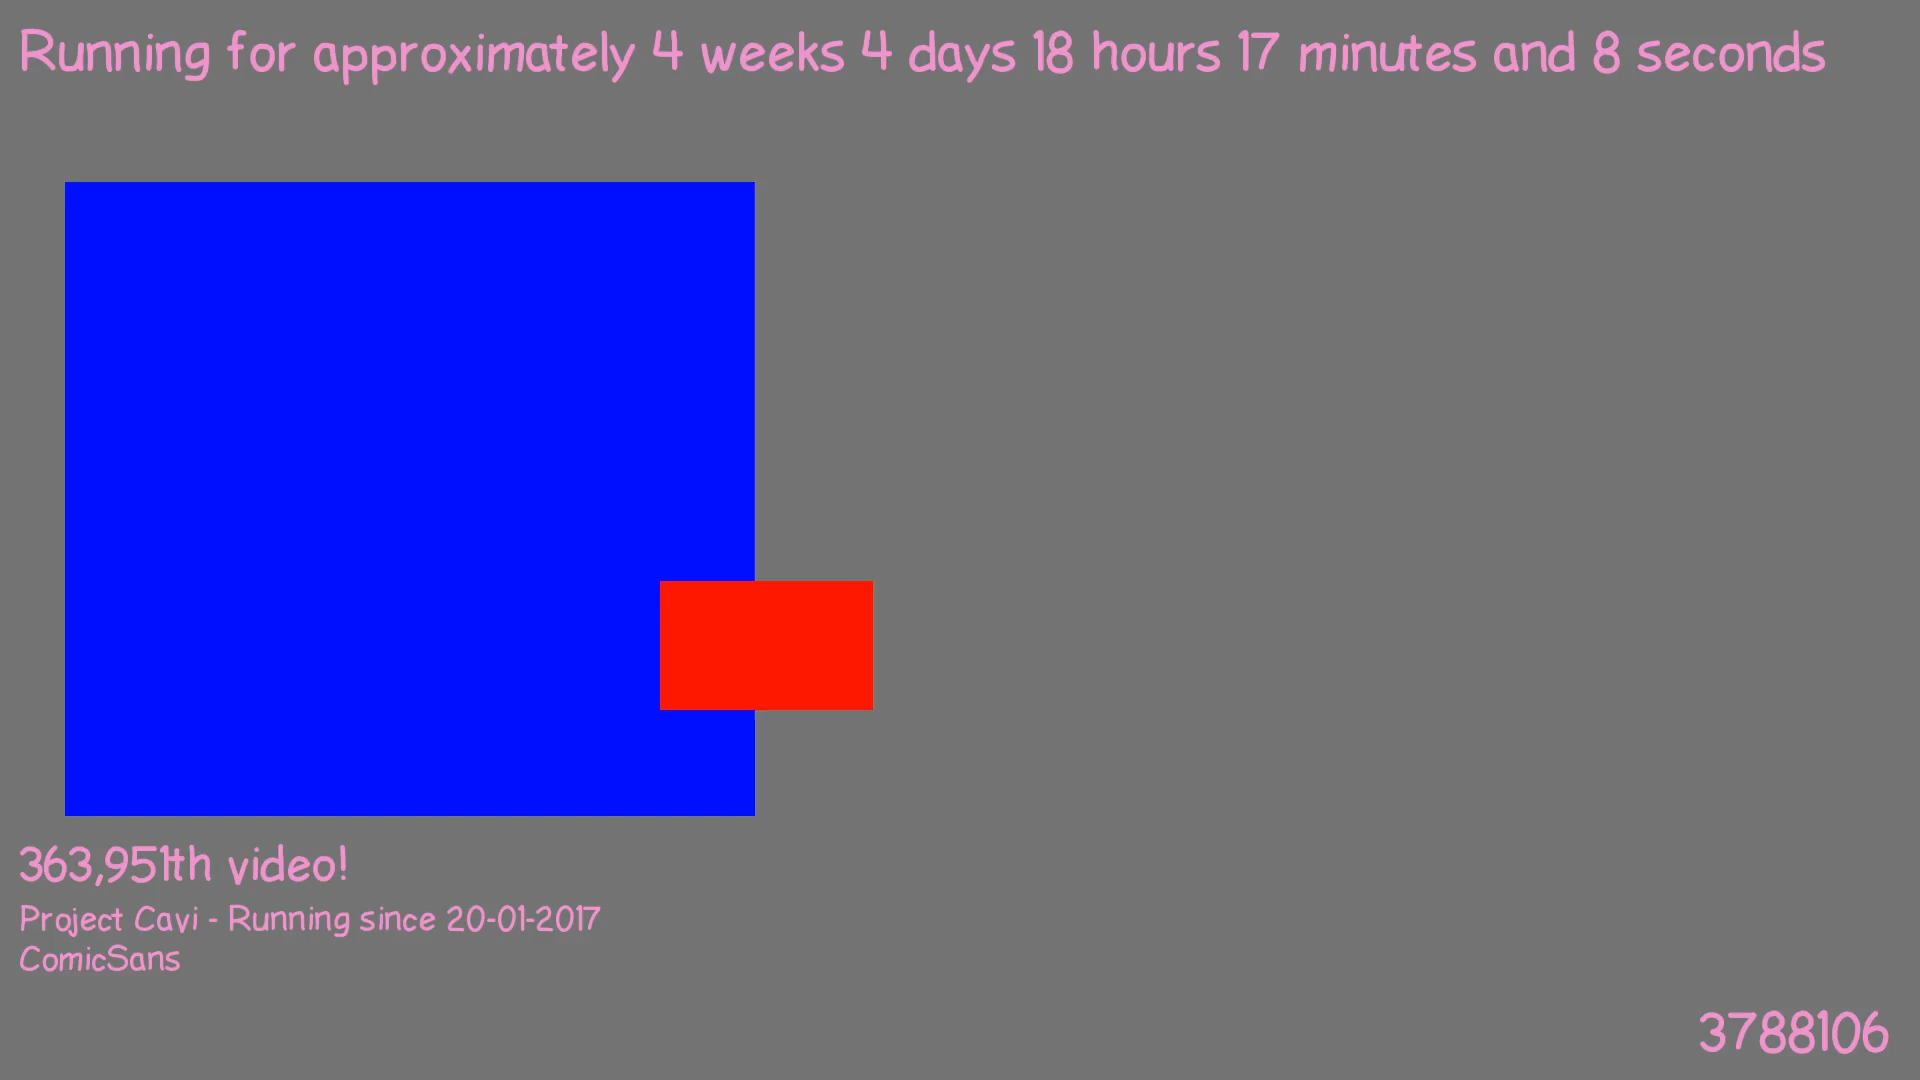 Running for approximately 4 weeks 4 days 18 hours 17 minutes and 8 seconds
363,951th video!
Project Cavi - Running since 20-01-2017
ComicSans
3788106